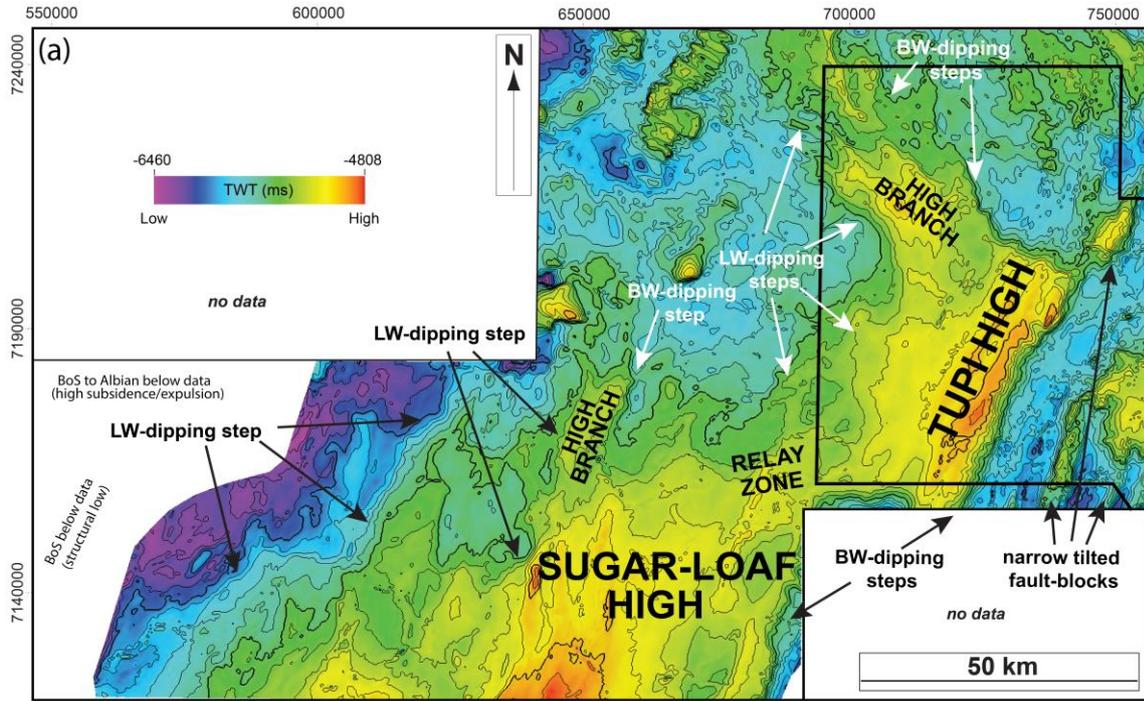 550000
600000
650000
700000
750000
7240000
7190000
7140000
(a)
N
-6460
-4808
TWT (ms)
Low
High
no data
BW-dipping
steps
HIGH
BRANCH
LW-dipping
steps
BW-dipping
step
TUPI HIGH
LW-dipping step
BoS to Albian below data
(high subsidence/expulsion)
LW-dipping step
HIGH
BRANCH
RELAY
ZONE
BoS below data
(structural low)
SUGAR-LOAF
HIGH
BW-dipping
steps
narrow tilted
fault-blocks
no data
50 km